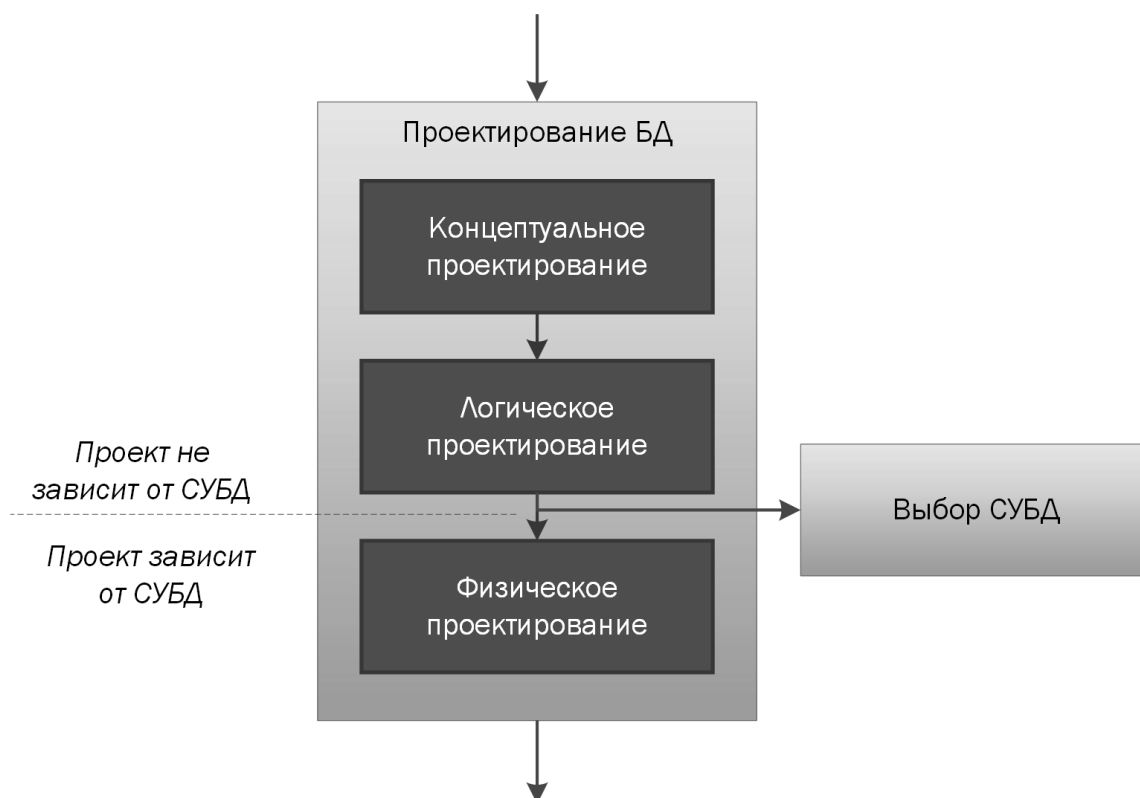 Проектирование БД
Концептуальное
проектирование
Логическое
проектирование
Проект не
зависит от СУБД
Выбор СУБД
Проект зависит
от СУБД
Физическое
проектирование